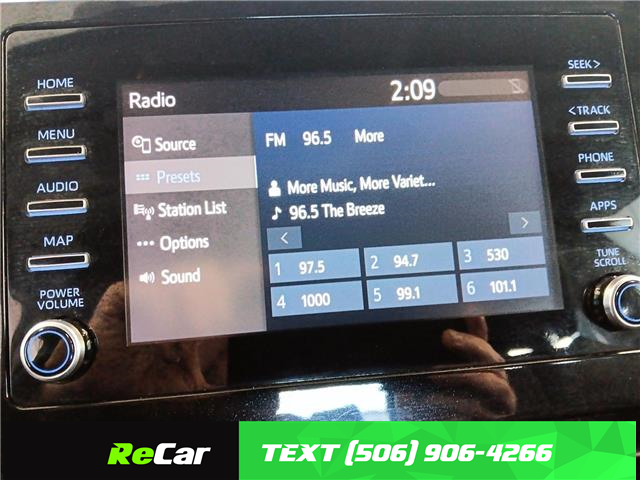 HOME
MENU
AUDIO
MAP
POWER
VOLUME
Radio
2:09
Source
Presets
Station List
Options
Sound
FM 96.5 More
More Music, More Variet...
96.5 The Breeze
<
>
1 97.5
2 94.7
3 530
4 1000
5 99.1
6 101.1
SEEK >
< TRACK
PHONE
APPS
TUNE
SCROLL
ReCar
TEXT (506) 906-4266